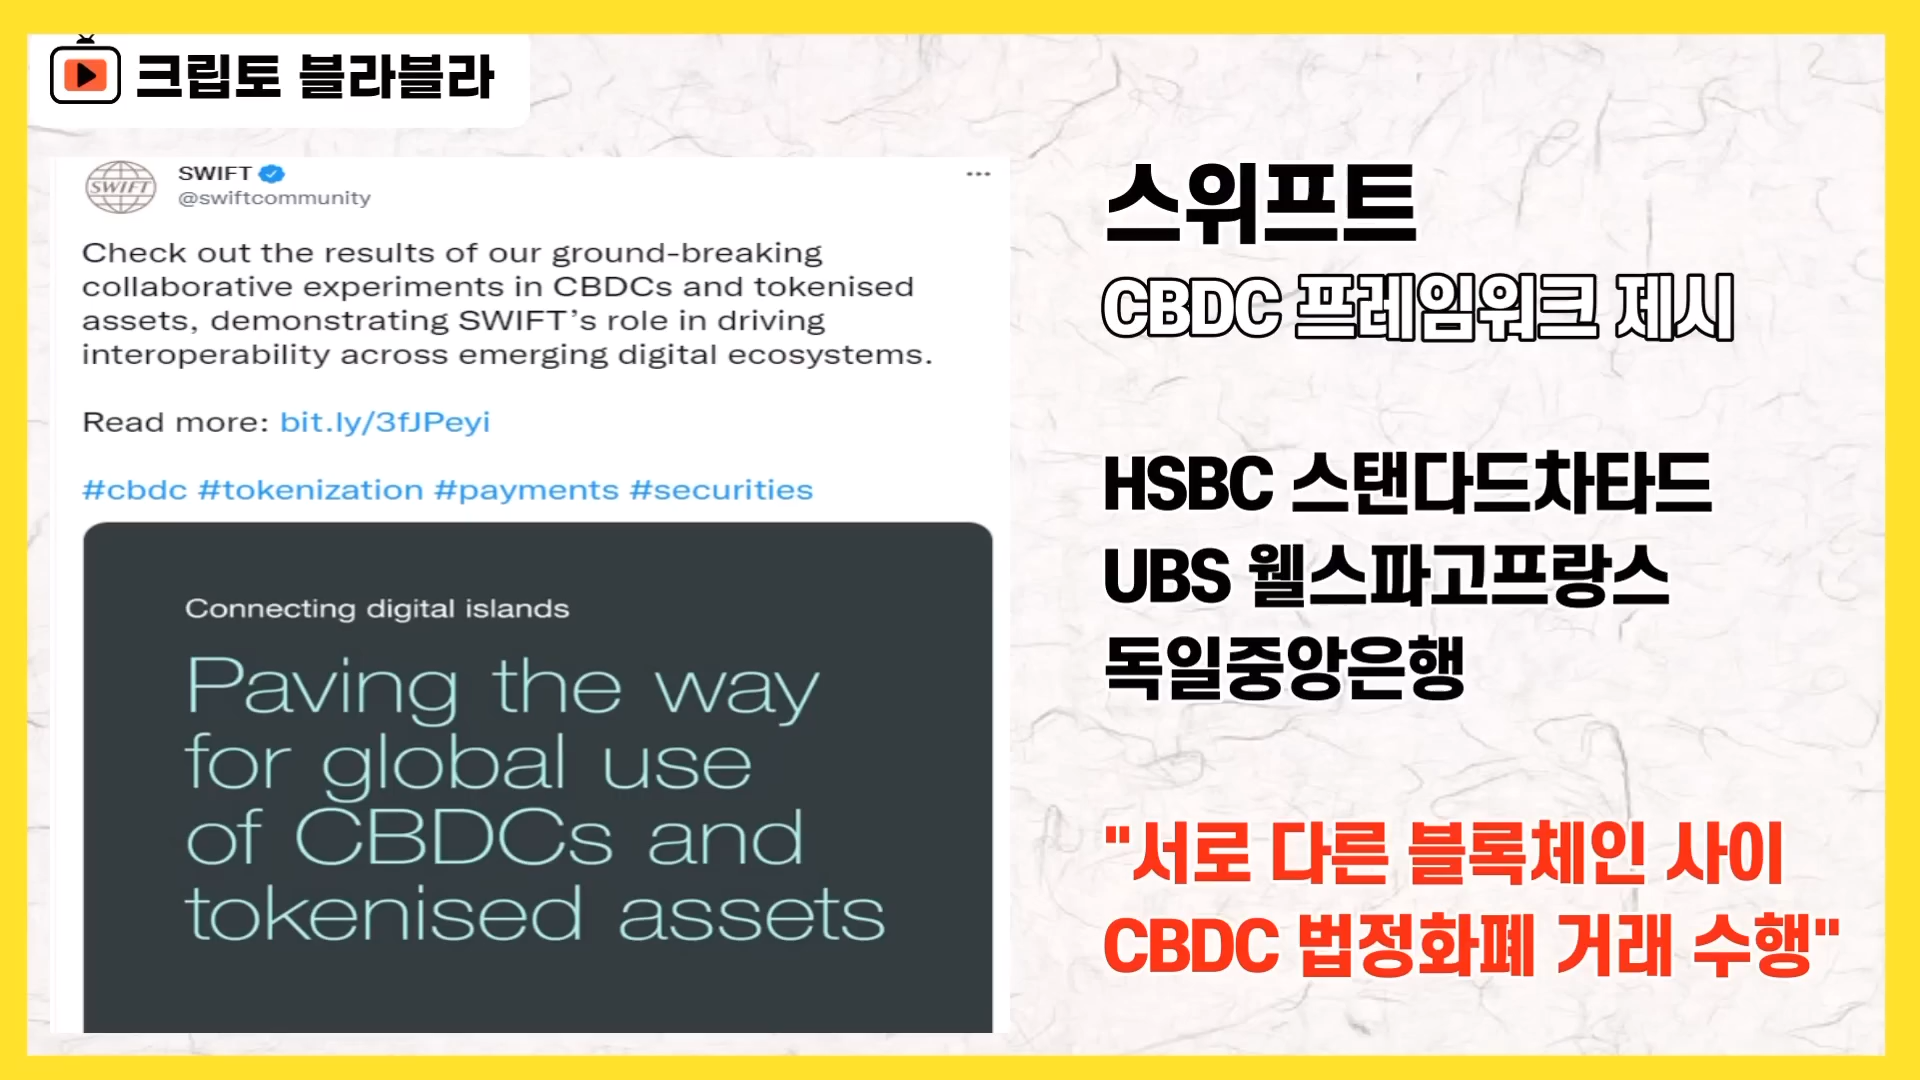 크립토 블라블라
SWIFT
SWIFT
@swiftcommunity
Check out the results of our ground-breaking
collaborative experiments in CBDCs and tokenised
assets, demonstrating SWIFT’s role in driving
interoperability across emerging digital ecosystems.
Read more: bit.ly/3fJPeyi
#cbdc #tokenization #payments #securities
Connecting digital islands
Paving the way
for global use
of CBDCs and
tokenised assets
스위프트
CBDC 프레임워크 제시
HSBC 스탠다드차타드
UBS 웰스파고프랑스
독일중앙은행
"서로 다른 블록체인 사이
CBDC 법정화폐 거래 수행"